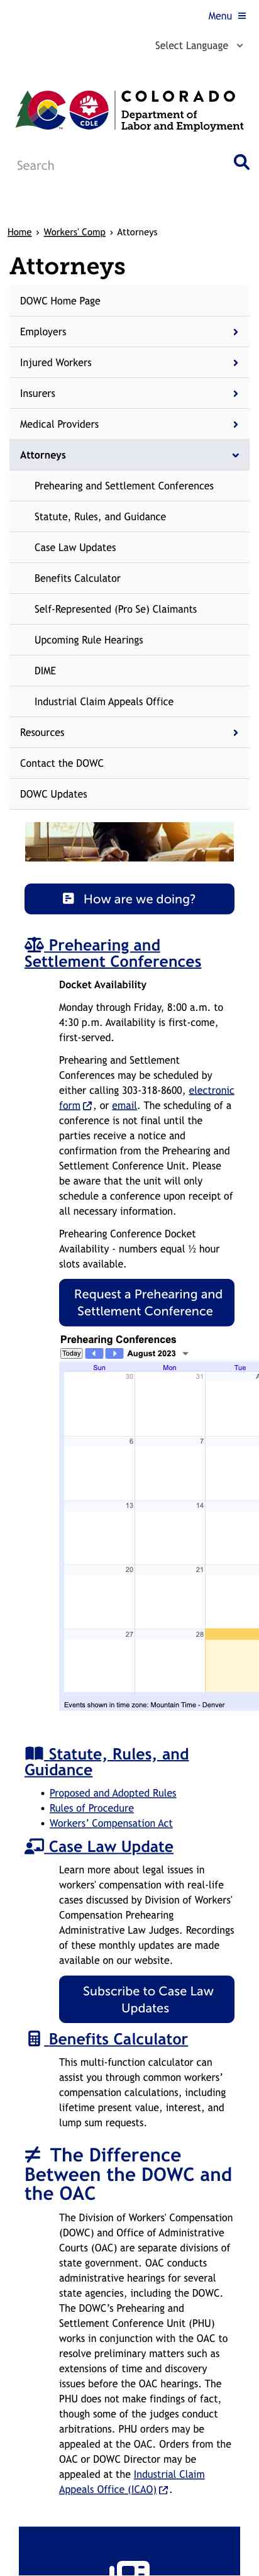 Menu
Select Language
COLORADO
Department of
Labor and Employment
CDLE
Search
Home › Workers' Comp › Attorneys
Attorneys
DOWC Home Page
Employers
Injured Workers
Insurers
Medical Providers
Attorneys
Prehearing and Settlement Conferences
Statute, Rules, and Guidance
Case Law Updates
Benefits Calculator
Self-Represented (Pro Se) Claimants
Upcoming Rule Hearings
DIME
Industrial Claim Appeals Office
Resources
Contact the DOWC
DOWC Updates
How are we doing?
Prehearing and
Settlement Conferences
Docket Availability
Monday through Friday, 8:00 a.m. to
4:30 p.m. Availability is first-come,
first-served.
Prehearing and Settlement
Conferences may be scheduled by
either calling 303-318-8600, electronic
form, or email. The scheduling of a
conference is not final until the
parties receive a notice and
confirmation from the Prehearing and
Settlement Conference Unit. Please
be aware that the unit will only
schedule a conference upon receipt of
all necessary information.
Prehearing Conference Docket
Availability - numbers equal ½ hour
slots available.
Request a Prehearing and
Settlement Conference
Prehearing Conferences
Today August 2023
Sun Mon Tue
30 31 A
6 7
13 14
20 21
27 28
Events shown in time zone: Mountain Time - Denver
Statute, Rules, and
Guidance
• Proposed and Adopted Rules
• Rules of Procedure
• Workers’ Compensation Act
Case Law Update
Learn more about legal issues in
workers' compensation with real-life
cases discussed by Division of Workers'
Compensation Prehearing
Administrative Law Judges. Recordings
of these monthly updates are made
available on our website.
Subscribe to Case Law
Updates
Benefits Calculator
This multi-function calculator can
assist you through common workers’
compensation calculations, including
lifetime present value, interest, and
lump sum requests.
≠ The Difference
Between the DOWC and
the OAC
The Division of Workers' Compensation
(DOWC) and Office of Administrative
Courts (OAC) are separate divisions of
state government. OAC conducts
administrative hearings for several
state agencies, including the DOWC.
The DOWC’s Prehearing and
Settlement Conference Unit (PHU)
works in conjunction with the OAC to
resolve preliminary matters such as
extensions of time and discovery
issues before the OAC hearings. The
PHU does not make findings of fact,
though some of the judges conduct
arbitrations. PHU orders may be
appealed at the OAC. Orders from the
OAC or DOWC Director may be
appealed at the Industrial Claim
Appeals Office (ICAO).